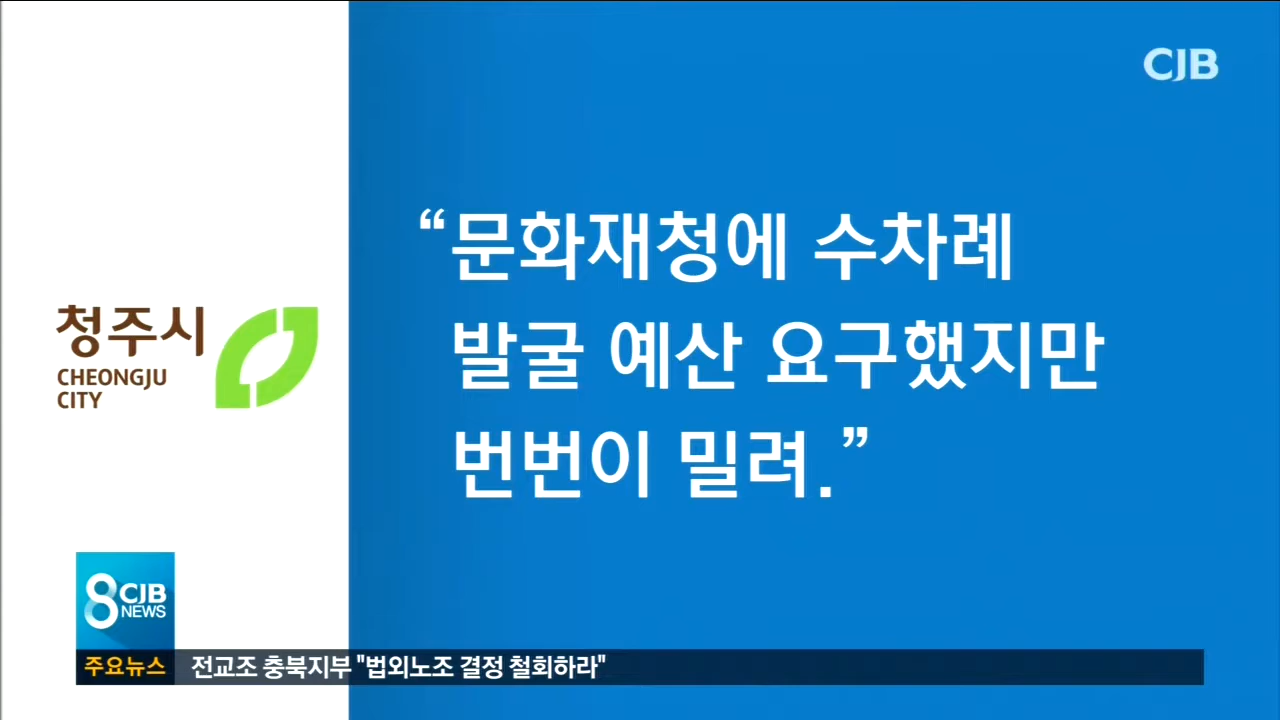 CJB
“문화재청에 수차례
발굴 예산 요구했지만
번번이 밀려.”
청주시
CHEONGJU
CITY
8 CJB
NEWS
주요뉴스 전교조 충북지부 "법외노조 결정 철회하라"